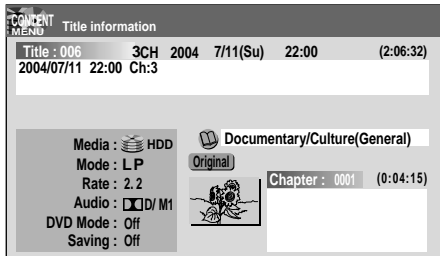 CONTENT MENU Title information
Title : 006 3CH 2004 7/11(Su) 22:00 (2:06:32)
2004/07/11 22:00 Ch:3
Media : HDD
Mode : LP
Rate : 2.2
Audio : D/ M1
DVD Mode : Off
Saving : Off
Documentary/Culture(General)
Original
Chapter : 0001 (0:04:15)